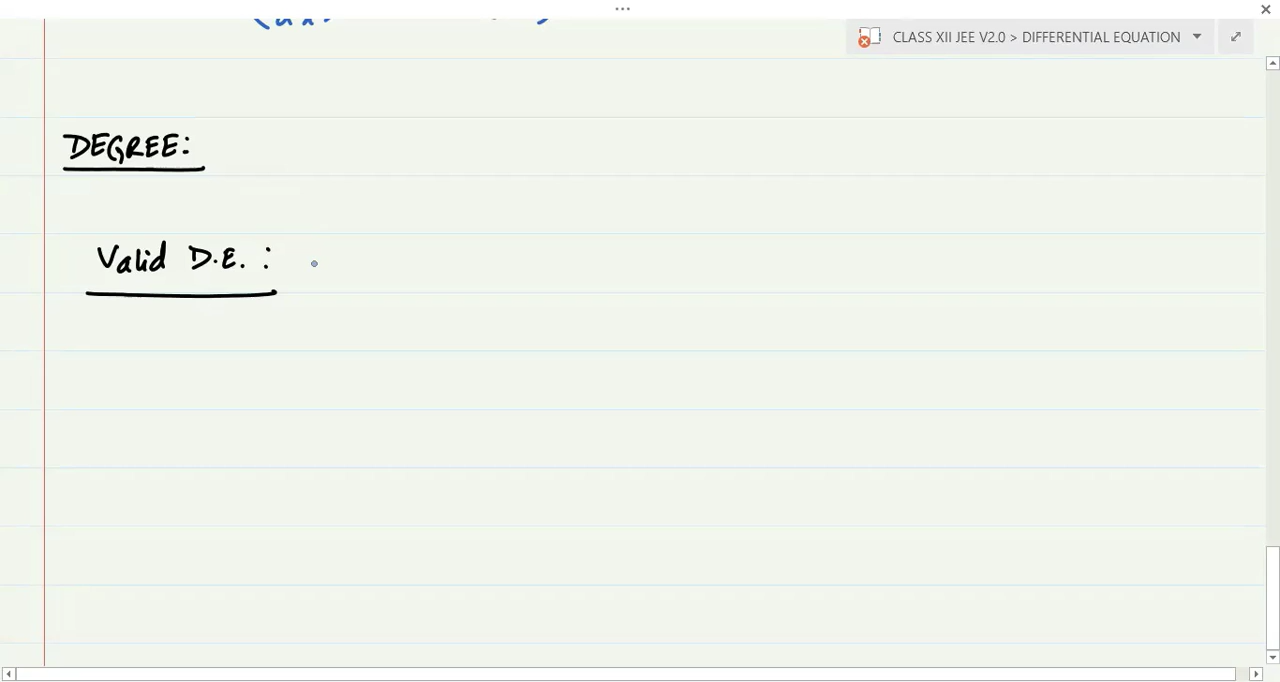 CLASS XII JEE V2.0 > DIFFERENTIAL EQUATION
DEGREE:
Valid D.E. :